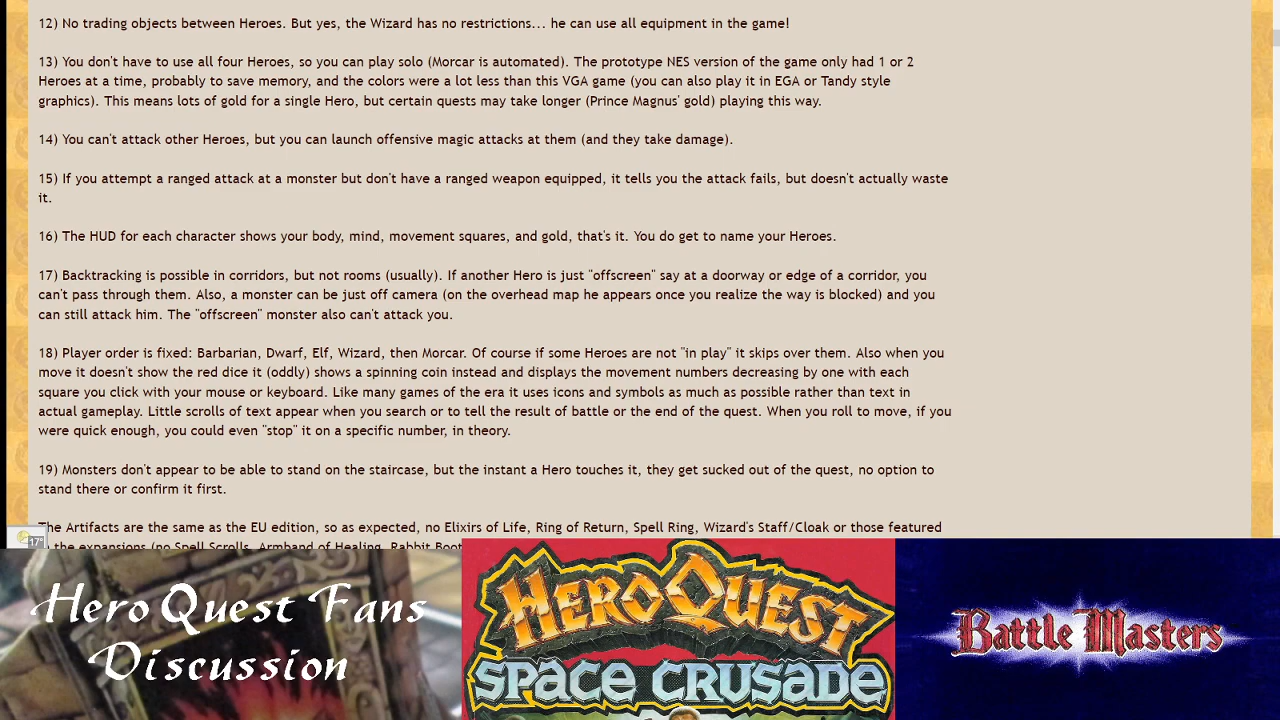 12) No trading objects between Heroes. But yes, the Wizard has no restrictions... he can use all equipment in the game!
13) You don't have to use all four Heroes, so you can play solo (Morcar is automated). The prototype NES version of the game only had 1 or 2
Heroes at a time, probably to save memory, and the colors were a lot less than this VGA game (you can also play it in EGA or Tandy style
graphics). This means lots of gold for a single Hero, but certain quests may take longer (Prince Magnus' gold) playing this way.
14) You can't attack other Heroes, but you can launch offensive magic attacks at them (and they take damage).
15) If you attempt a ranged attack at a monster but don't have a ranged weapon equipped, it tells you the attack fails, but doesn't actually waste
it.
16) The HUD for each character shows your body, mind, movement squares, and gold, that's it. You do get to name your Heroes.
17) Backtracking is possible in corridors, but not rooms (usually). If another Hero is just "offscreen" say at a doorway or edge of a corridor, you
can't pass through them. Also, a monster can be just off camera (on the overhead map he appears once you realize the way is blocked) and you
can still attack him. The "offscreen" monster also can't attack you.
18) Player order is fixed: Barbarian, Dwarf, Elf, Wizard, then Morcar. Of course if some Heroes are not "in play" it skips over them. Also when you
move it doesn't show the red dice it (oddly) shows a spinning coin instead and displays the movement numbers decreasing by one with each
square you click with your mouse or keyboard. Like many games of the era it uses icons and symbols as much as possible rather than text in
actual gameplay. Little scrolls of text appear when you search or to tell the result of battle or the end of the quest. When you roll to move, if you
were quick enough, you could even "stop" it on a specific number, in theory.
19) Monsters don't appear to be able to stand on the staircase, but the instant a Hero touches it, they get sucked out of the quest, no option to
stand there or confirm it first.
The Artifacts are the same as the EU edition, so as expected, no Elixirs of Life, Ring of Return, Spell Ring, Wizard's Staff/Cloak or those featured
the expansions (no Spell Scrolls, Armband of Healing, Rabbit Boot
17°
HeroQuest Fans
Discussion
HEROQUEST
SPACE CRUSADE
Battle Masters